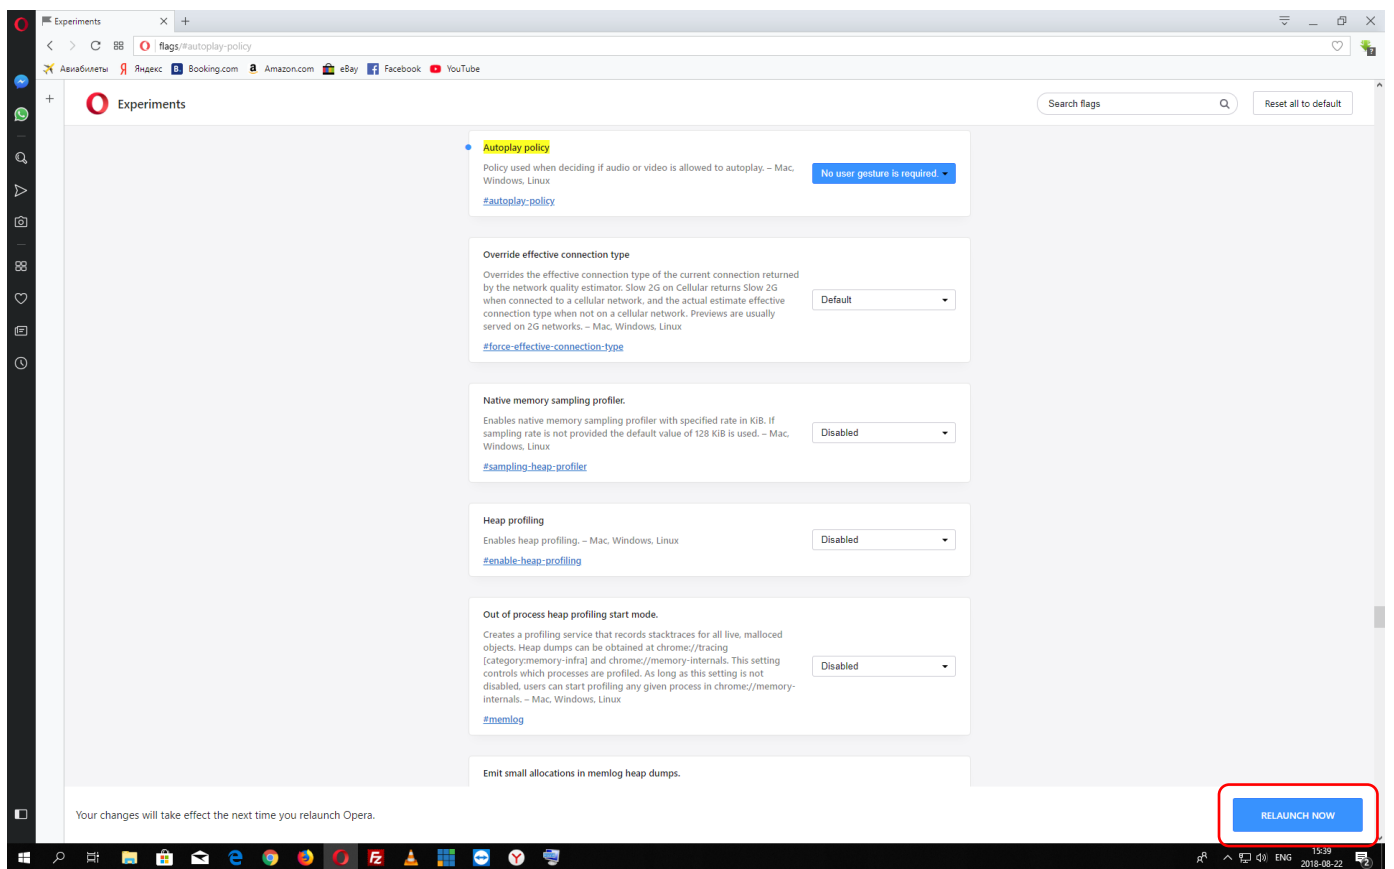 Experiments
flags/#autoplay-policy
Авиабилеты Яндекс Booking.com Amazon.com eBay Facebook YouTube
Experiments
Search flags
Reset all to default
Autoplay policy
Policy used when deciding if audio or video is allowed to autoplay. – Mac,
Windows, Linux
No user gesture is required.
#autoplay-policy
Override effective connection type
Overrides the effective connection type of the current connection returned
by the network quality estimator. Slow 2G on Cellular returns Slow 2G
when connected to a cellular network, and the actual estimate effective
connection type when not on a cellular network. Previews are usually
served on 2G networks. – Mac, Windows, Linux
Default
#force-effective-connection-type
Native memory sampling profiler.
Enables native memory sampling profiler with specified rate in KiB. If
sampling rate is not provided the default value of 128 KiB is used. – Mac,
Windows, Linux
Disabled
#sampling-heap-profiler
Heap profiling
Enables heap profiling. – Mac, Windows, Linux
Disabled
#enable-heap-profiling
Out of process heap profiling start mode.
Creates a profiling service that records stacktraces for all live, malloced
objects. Heap dumps can be obtained at chrome://tracing
[category:memory-infra] and chrome://memory-internals. This setting
controls which processes are profiled. As long as this setting is not
disabled, users can start profiling any given process in chrome://memory-
internals. – Mac, Windows, Linux
Disabled
#memlog
Emit small allocations in memlog heap dumps.
Your changes will take effect the next time you relaunch Opera.
RELAUNCH NOW
ENG
15:39
2018-08-22
2